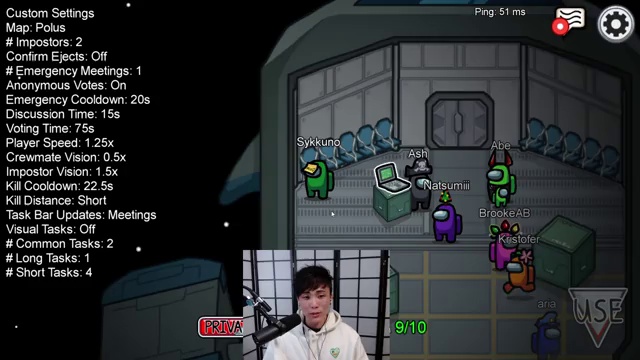 Custom Settings
Map: Polus
# Impostors: 2
Confirm Ejects: Off
# Emergency Meetings: 1
Anonymous Votes: On
Emergency Cooldown: 20s
Discussion Time: 15s
Voting Time: 75s
Player Speed: 1.25x
Crewmate Vision: 0.5x
Impostor Vision: 1.5x
Kill Cooldown: 22.5s
Kill Distance: Short
Task Bar Updates: Meetings
Visual Tasks: Off
# Common Tasks: 2
# Long Tasks: 1
# Short Tasks: 4
Ping: 51 ms
Sykkuno
Ash
Abe
Natsumiii
BrookeAB
Kristofer
aria
USE
PRIVA
9/10